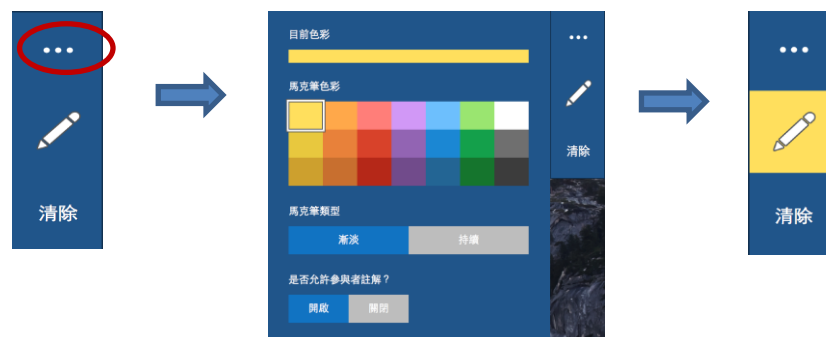 清除
目前色彩
馬克筆色彩
馬克筆類型
漸淡 持續
是否允許參與者註解？
開啟 關閉
清除
清除